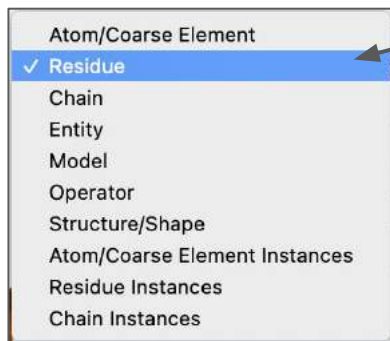 Atom/Coarse Element
✓ Residue
Chain
Entity
Model
Operator
Structure/Shape
Atom/Coarse Element Instances
Residue Instances
Chain Instances